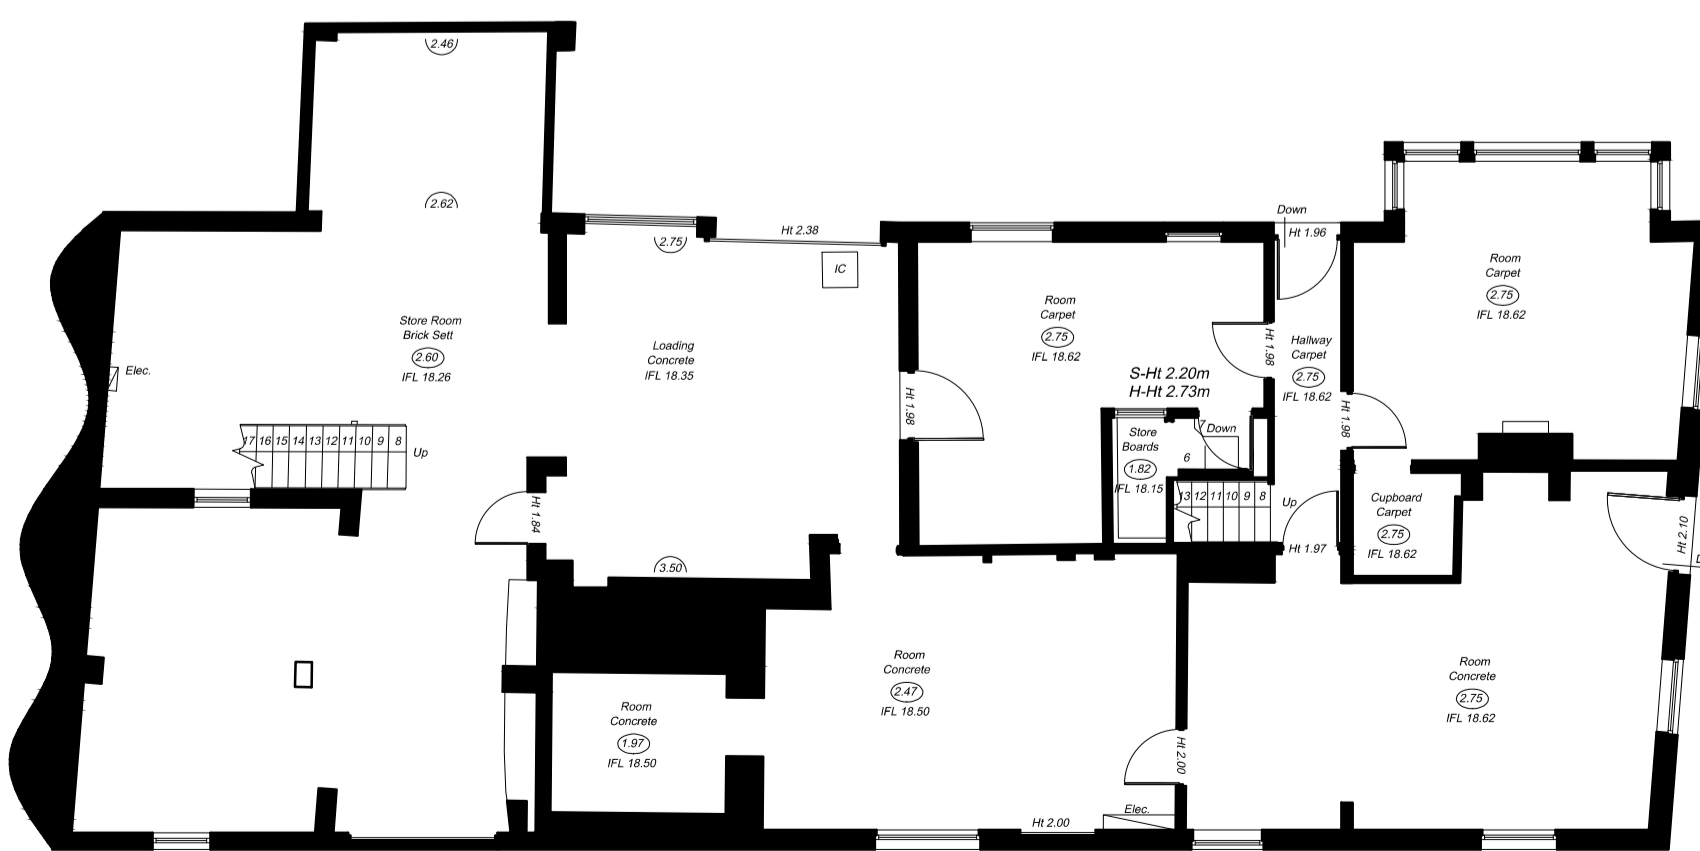 2.46
2.62
2.75
Ht 2.38
IC
Down
Ht 1.96
Room
Carpet
2.75
IFL 18.62
Room
Carpet
2.75
IFL 18.62
Store Room
Brick Sett
2.60
IFL 18.26
Loading
Concrete
IFL 18.35
Elec.
Ht 1.98
Hallway
Carpet
2.75
IFL 18.62
S-Ht 2.20m
H-Ht 2.73m
Ht 1.98
Ht 1.98
17 16 15 14 13 12 11 10 9 8
Up
Store
Boards
1.82
IFL 18.15
7
Down
6
13 12 11 10 9 8
Up
Ht 1.84
Cupboard
Carpet
2.75
IFL 18.62
Ht 1.97
Ht 2.10
D
3.50
Room
Concrete
2.47
IFL 18.50
Room
Concrete
2.75
IFL 18.62
Room
Concrete
1.97
IFL 18.50
Ht 2.00
Elec.
Ht 2.00